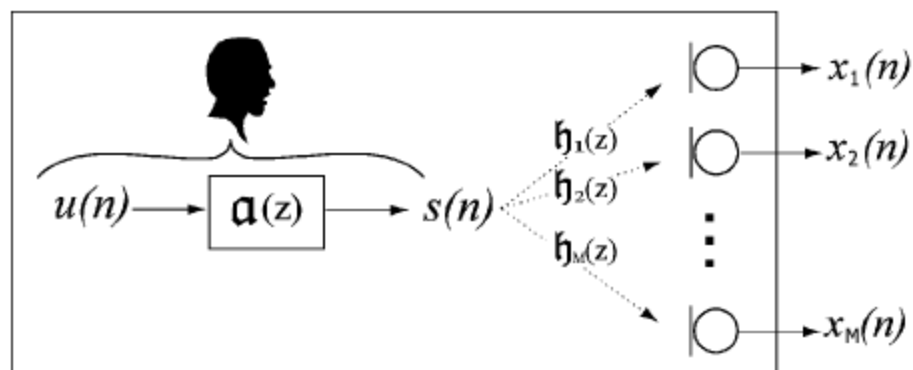 x₁(n)
𝔥₁(z)
x₂(n)
𝔥₂(z)
u(n) 𝔞(z) s(n)
𝔥ₘ(z)
xₘ(n)